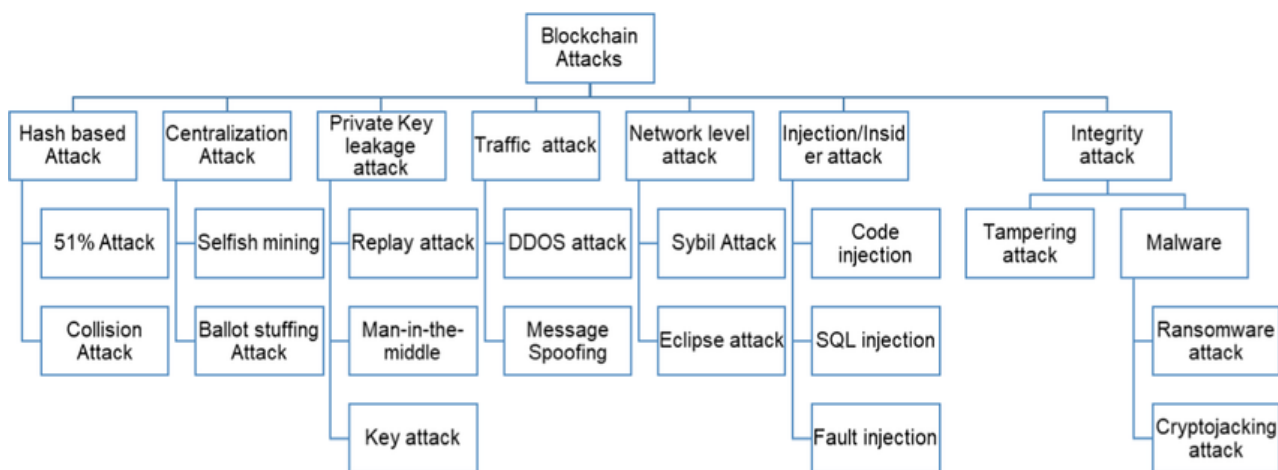 Blockchain
Attacks
Hash based
Attack
Centralization
Attack
Private Key
leakage
attack
Traffic attack
Network level
attack
Injection/Insid
er attack
Integrity
attack
51% Attack
Selfish mining
Replay attack
DDOS attack
Sybil Attack
Code
injection
Tampering
attack
Malware
Collision
Attack
Ballot stuffing
Attack
Man-in-the-
middle
Message
Spoofing
Eclipse attack
SQL injection
Ransomware
attack
Key attack
Fault injection
Cryptojacking
attack